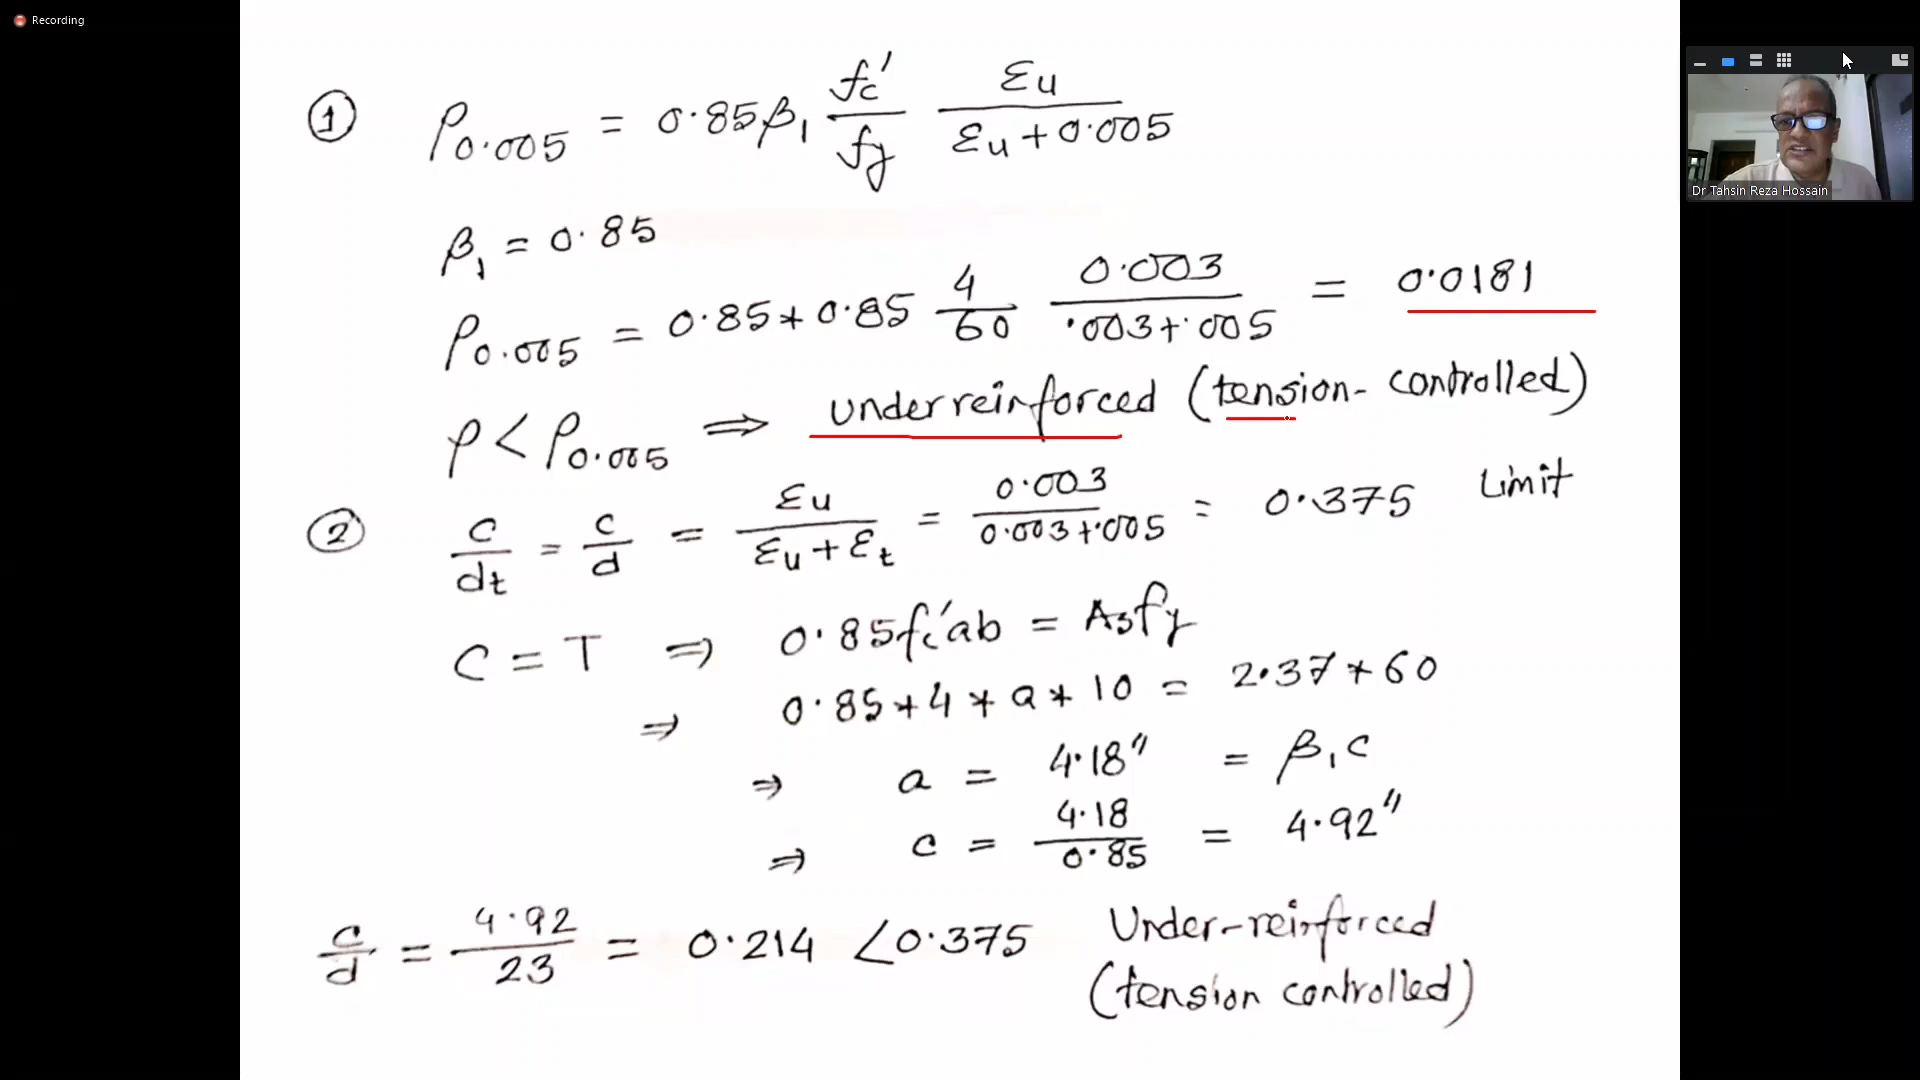 Recording
① ρ0.005 = 0.85β1 fc'/fy εu/(εu + 0.005)
β1 = 0.85
ρ0.005 = 0.85 * 0.85 4/60 0.003/(.003+.005) = 0.0181
ρ < ρ0.005 ⇒ underreinforced (tension-controlled)
② c/dt = c/d = εu/(εu + εt) = 0.003/(0.003+.005) = 0.375 Limit
C = T ⇒ 0.85fc'ab = Asfy
⇒ 0.85 * 4 * a * 10 = 2.37 * 60
⇒ a = 4.18" = β1c
⇒ c = 4.18/0.85 = 4.92"
c/d = 4.92/23 = 0.214 < 0.375 Under-reinforced
(tension controlled)
Dr Tahsin Reza Hossain